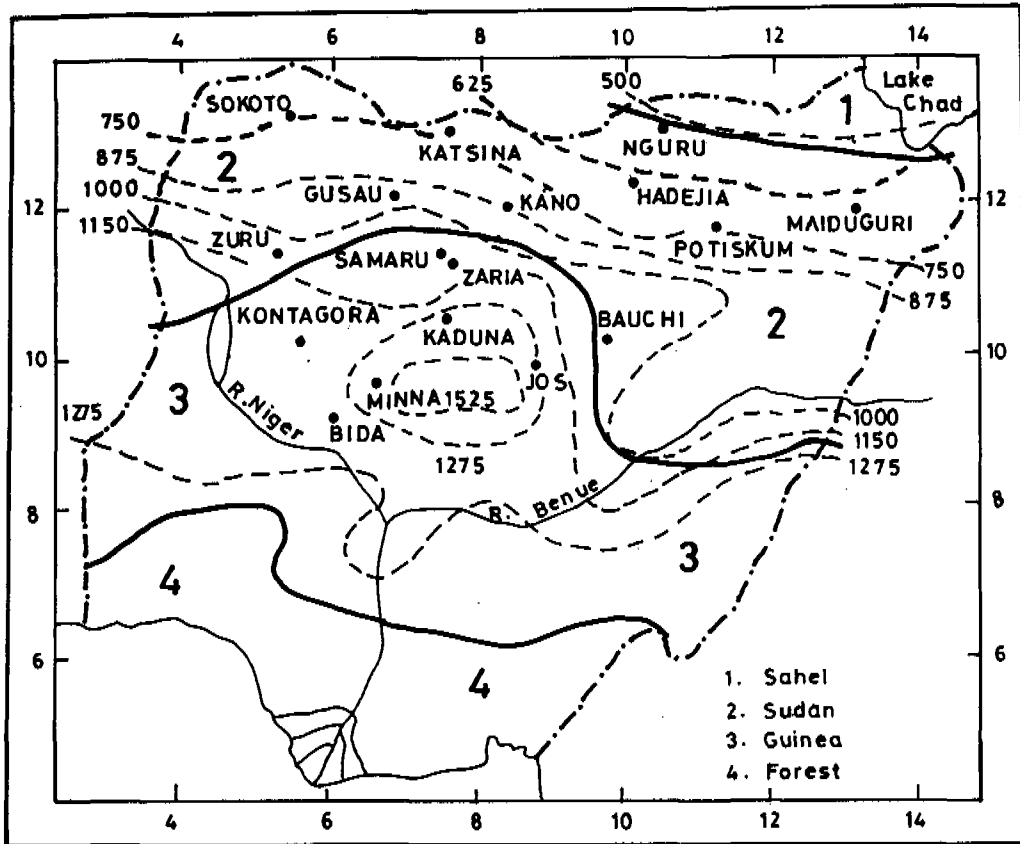 4 6 8 10 12 14
625 500
Lake
Chad
1
SOKOTO
750
KATSINA
NGURU
2
875
1000
GUSAU
KANO
HADEJIA
12
12
1150
MAIDUGURI
ZURU
SAMARU
POTISKUM
ZARIA
750
875
KONTAGORA
KADUNA
BAUCHI
2
10
10
JOS
3
MINNA 1525
1275
R. Niger
BIDA
1000
1150
1275
1275
8
R. Benue
8
3
4
6
6
4
1. Sahel
2. Sudan
3. Guinea
4. Forest
4 6 8 10 12 14